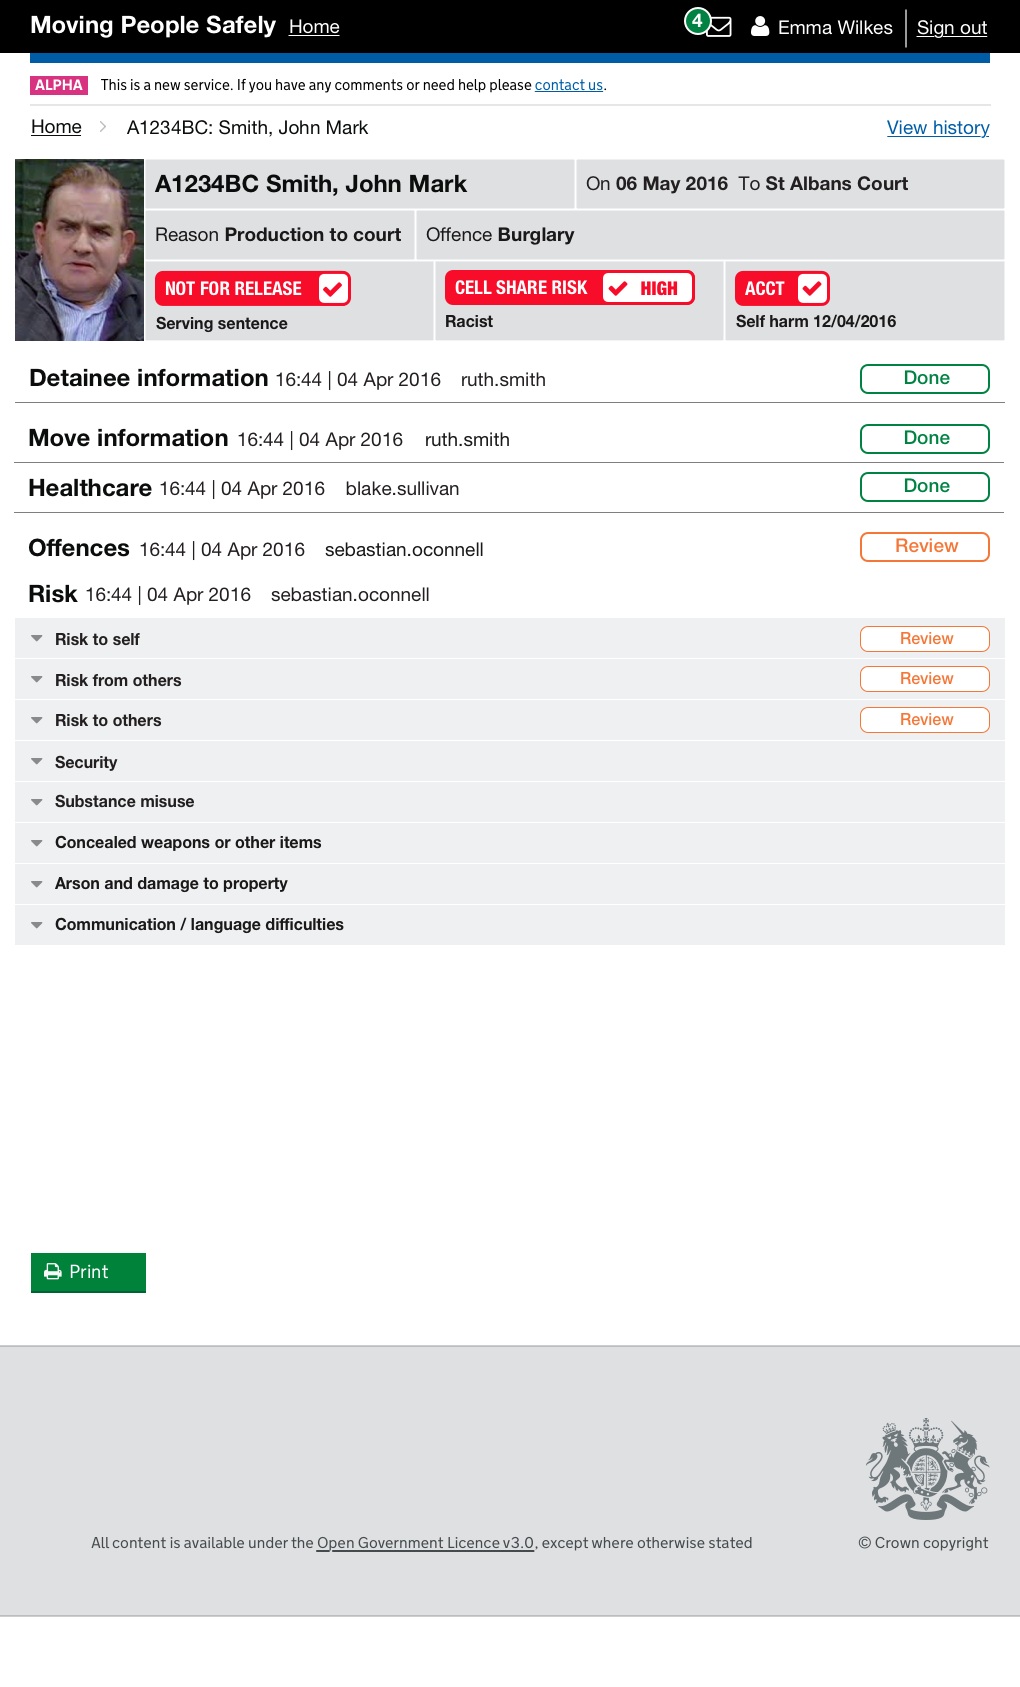 Moving People Safely Home 4 Emma Wilkes Sign out
ALPHA This is a new service. If you have any comments or need help please contact us.
Home A1234BC: Smith, John Mark View history
A1234BC Smith, John Mark On 06 May 2016 To St Albans Court
Reason Production to court Offence Burglary
NOT FOR RELEASE CELL SHARE RISK HIGH ACCT
Serving sentence Racist Self harm 12/04/2016
Detainee information 16:44 | 04 Apr 2016 ruth.smith Done
Move information 16:44 | 04 Apr 2016 ruth.smith Done
Healthcare 16:44 | 04 Apr 2016 blake.sullivan Done
Offences 16:44 | 04 Apr 2016 sebastian.oconnell Review
Risk 16:44 | 04 Apr 2016 sebastian.oconnell
Risk to self Review
Risk from others Review
Risk to others Review
Security
Substance misuse
Concealed weapons or other items
Arson and damage to property
Communication / language difficulties
Print
All content is available under the Open Government Licence v3.0, except where otherwise stated © Crown copyright